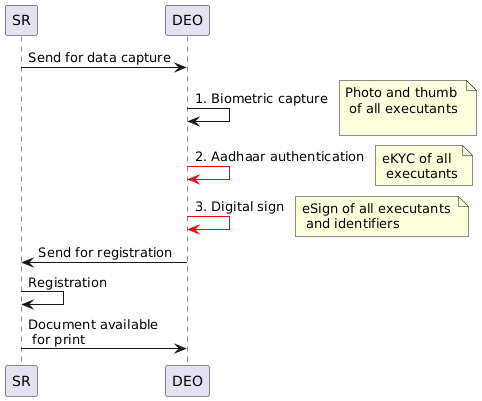 SR
DEO
Send for data capture
1. Biometric capture
Photo and thumb
of all executants
2. Aadhaar authentication
eKYC of all
executants
3. Digital sign
eSign of all executants
and identifiers
Send for registration
Registration
Document available
for print
SR
DEO